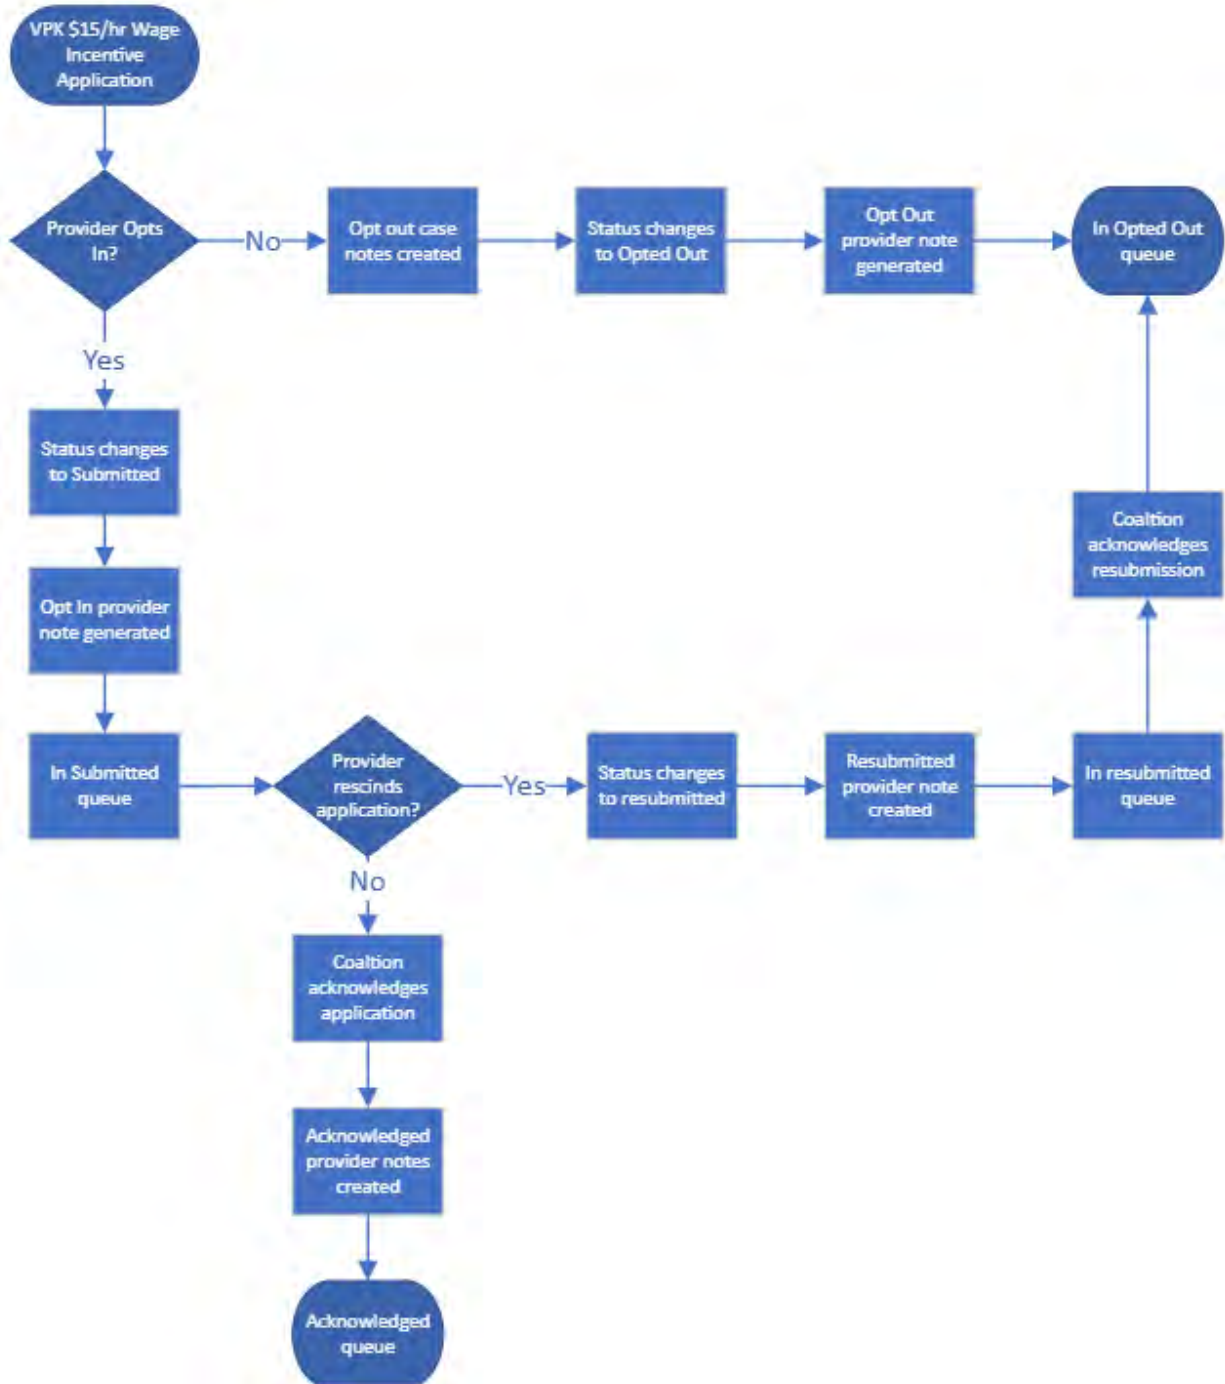 VPK $15/hr Wage
Incentive
Application
Provider Opts
In?
No
Opt out case
notes created
Status changes
to Opted Out
Opt Out
provider note
generated
In Opted Out
queue
Yes
Status changes
to Submitted
Coaltion
acknowledges
resubmission
Opt In provider
note generated
In Submitted
queue
Provider
rescinds
application?
Yes
Status changes
to resubmitted
Resubmitted
provider note
created
In resubmitted
queue
No
Coaltion
acknowledges
application
Acknowledged
provider notes
created
Acknowledged
queue